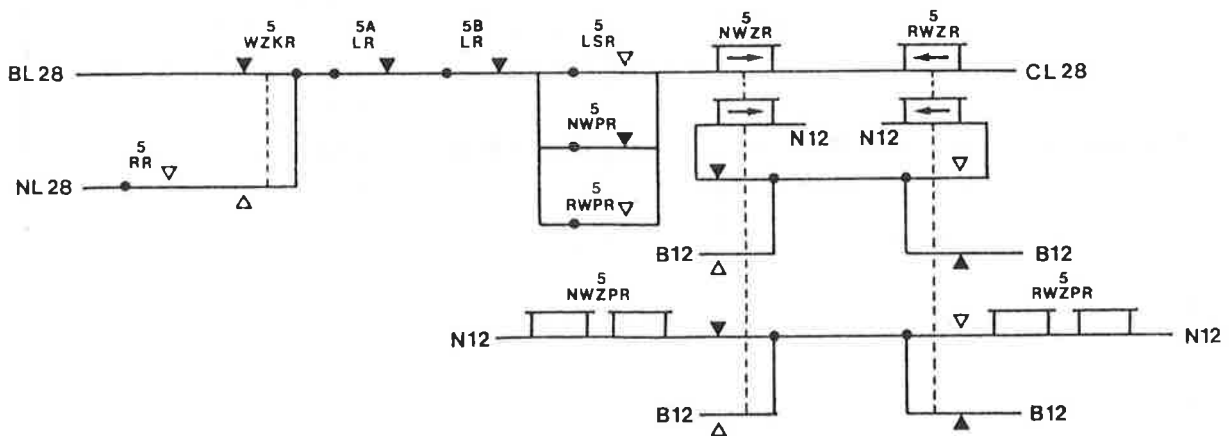 5 WZKR
5A LR
5B LR
5 LSR
5 NWZR
5 RWZR
BL 28
CL 28
5 NWPR
N12
N12
5 RR
NL 28
5 RWPR
B12
B12
5 NWZPR
5 RWZPR
N12
N12
B12
B12